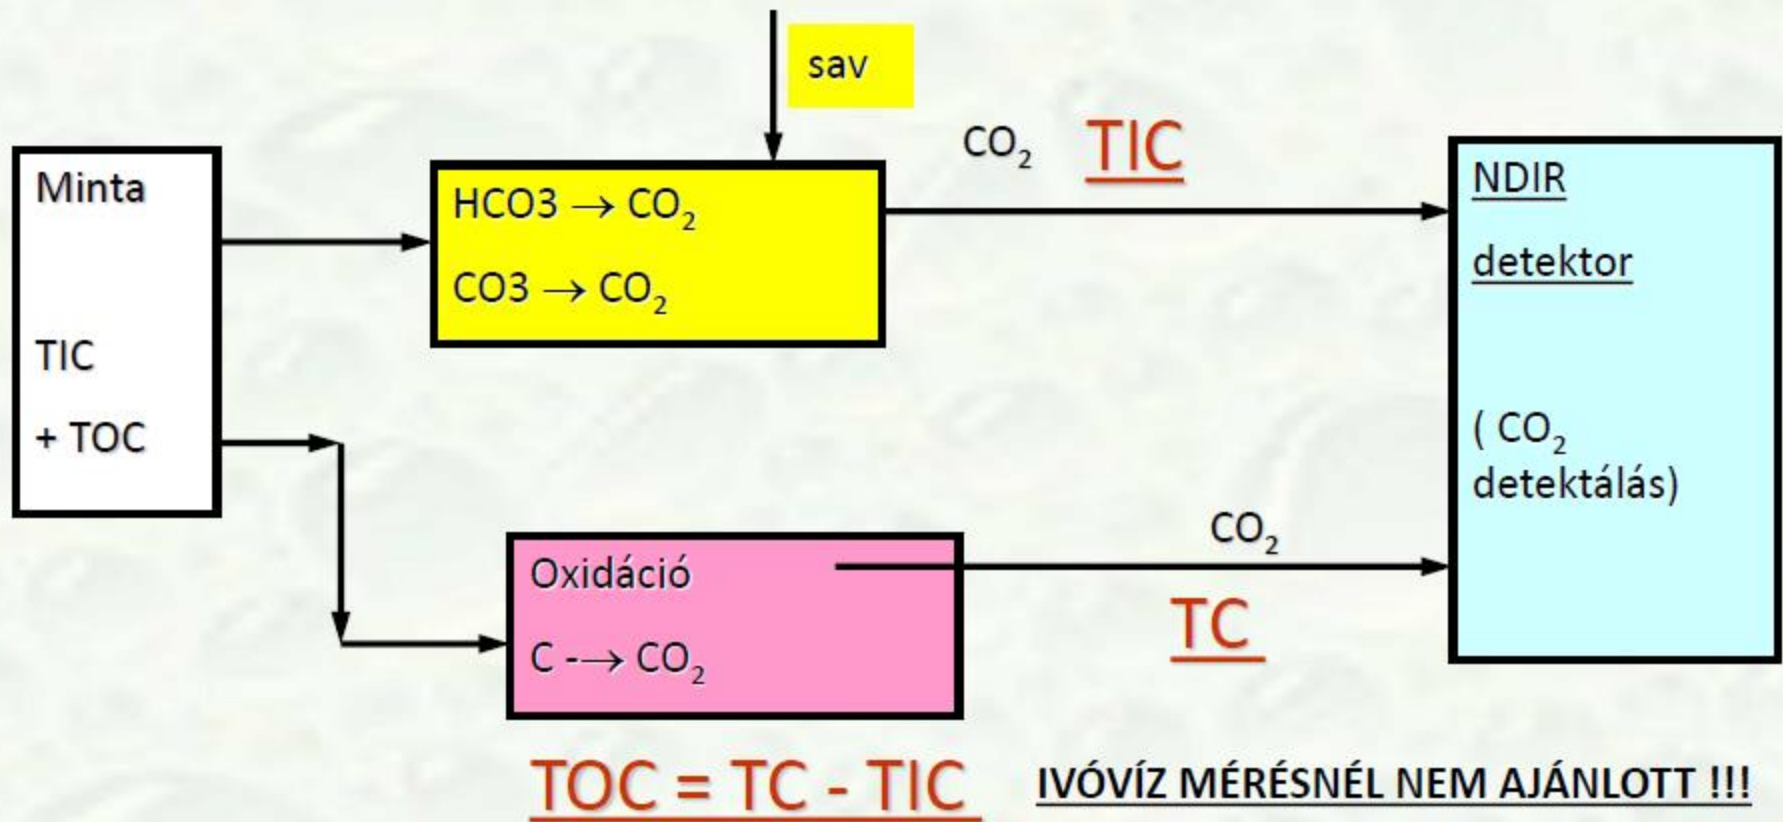 sav
Minta
TIC
+ TOC
HCO3 → CO₂
CO3 → CO₂
CO₂ TIC
NDIR
detektor
( CO₂
detektálás)
Oxidáció
C -→ CO₂
CO₂
TC
TOC = TC - TIC
IVÓVÍZ MÉRÉSNÉL NEM AJÁNLOTT !!!